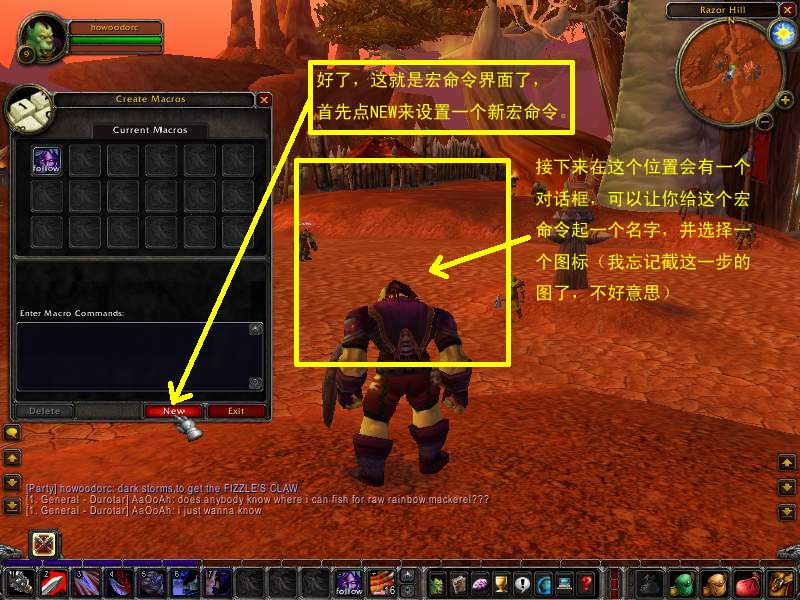 howoodorc
9
Razor Hill
N
好了，这就是宏命令界面了，
首先点NEW来设置一个新宏命令。
Create Macros
Current Macros
follow
接下来在这个位置会有一个
对话框，可以让你给这个宏
命令起一个名字，并选择一
个图标（我忘记截这一步的
图了，不好意思）
Enter Macro Commands:
Delete
New
Exit
[Party] howoodorc: dark storms.to get the FIZZLE'S CLAW
[1. General - Durotar] AaOoAh: does anybody know where i can fish for raw rainbow mackerel???
[1. General - Durotar] AaOoAh: i just wanna know
2 3 4 5 6 7
follow
16